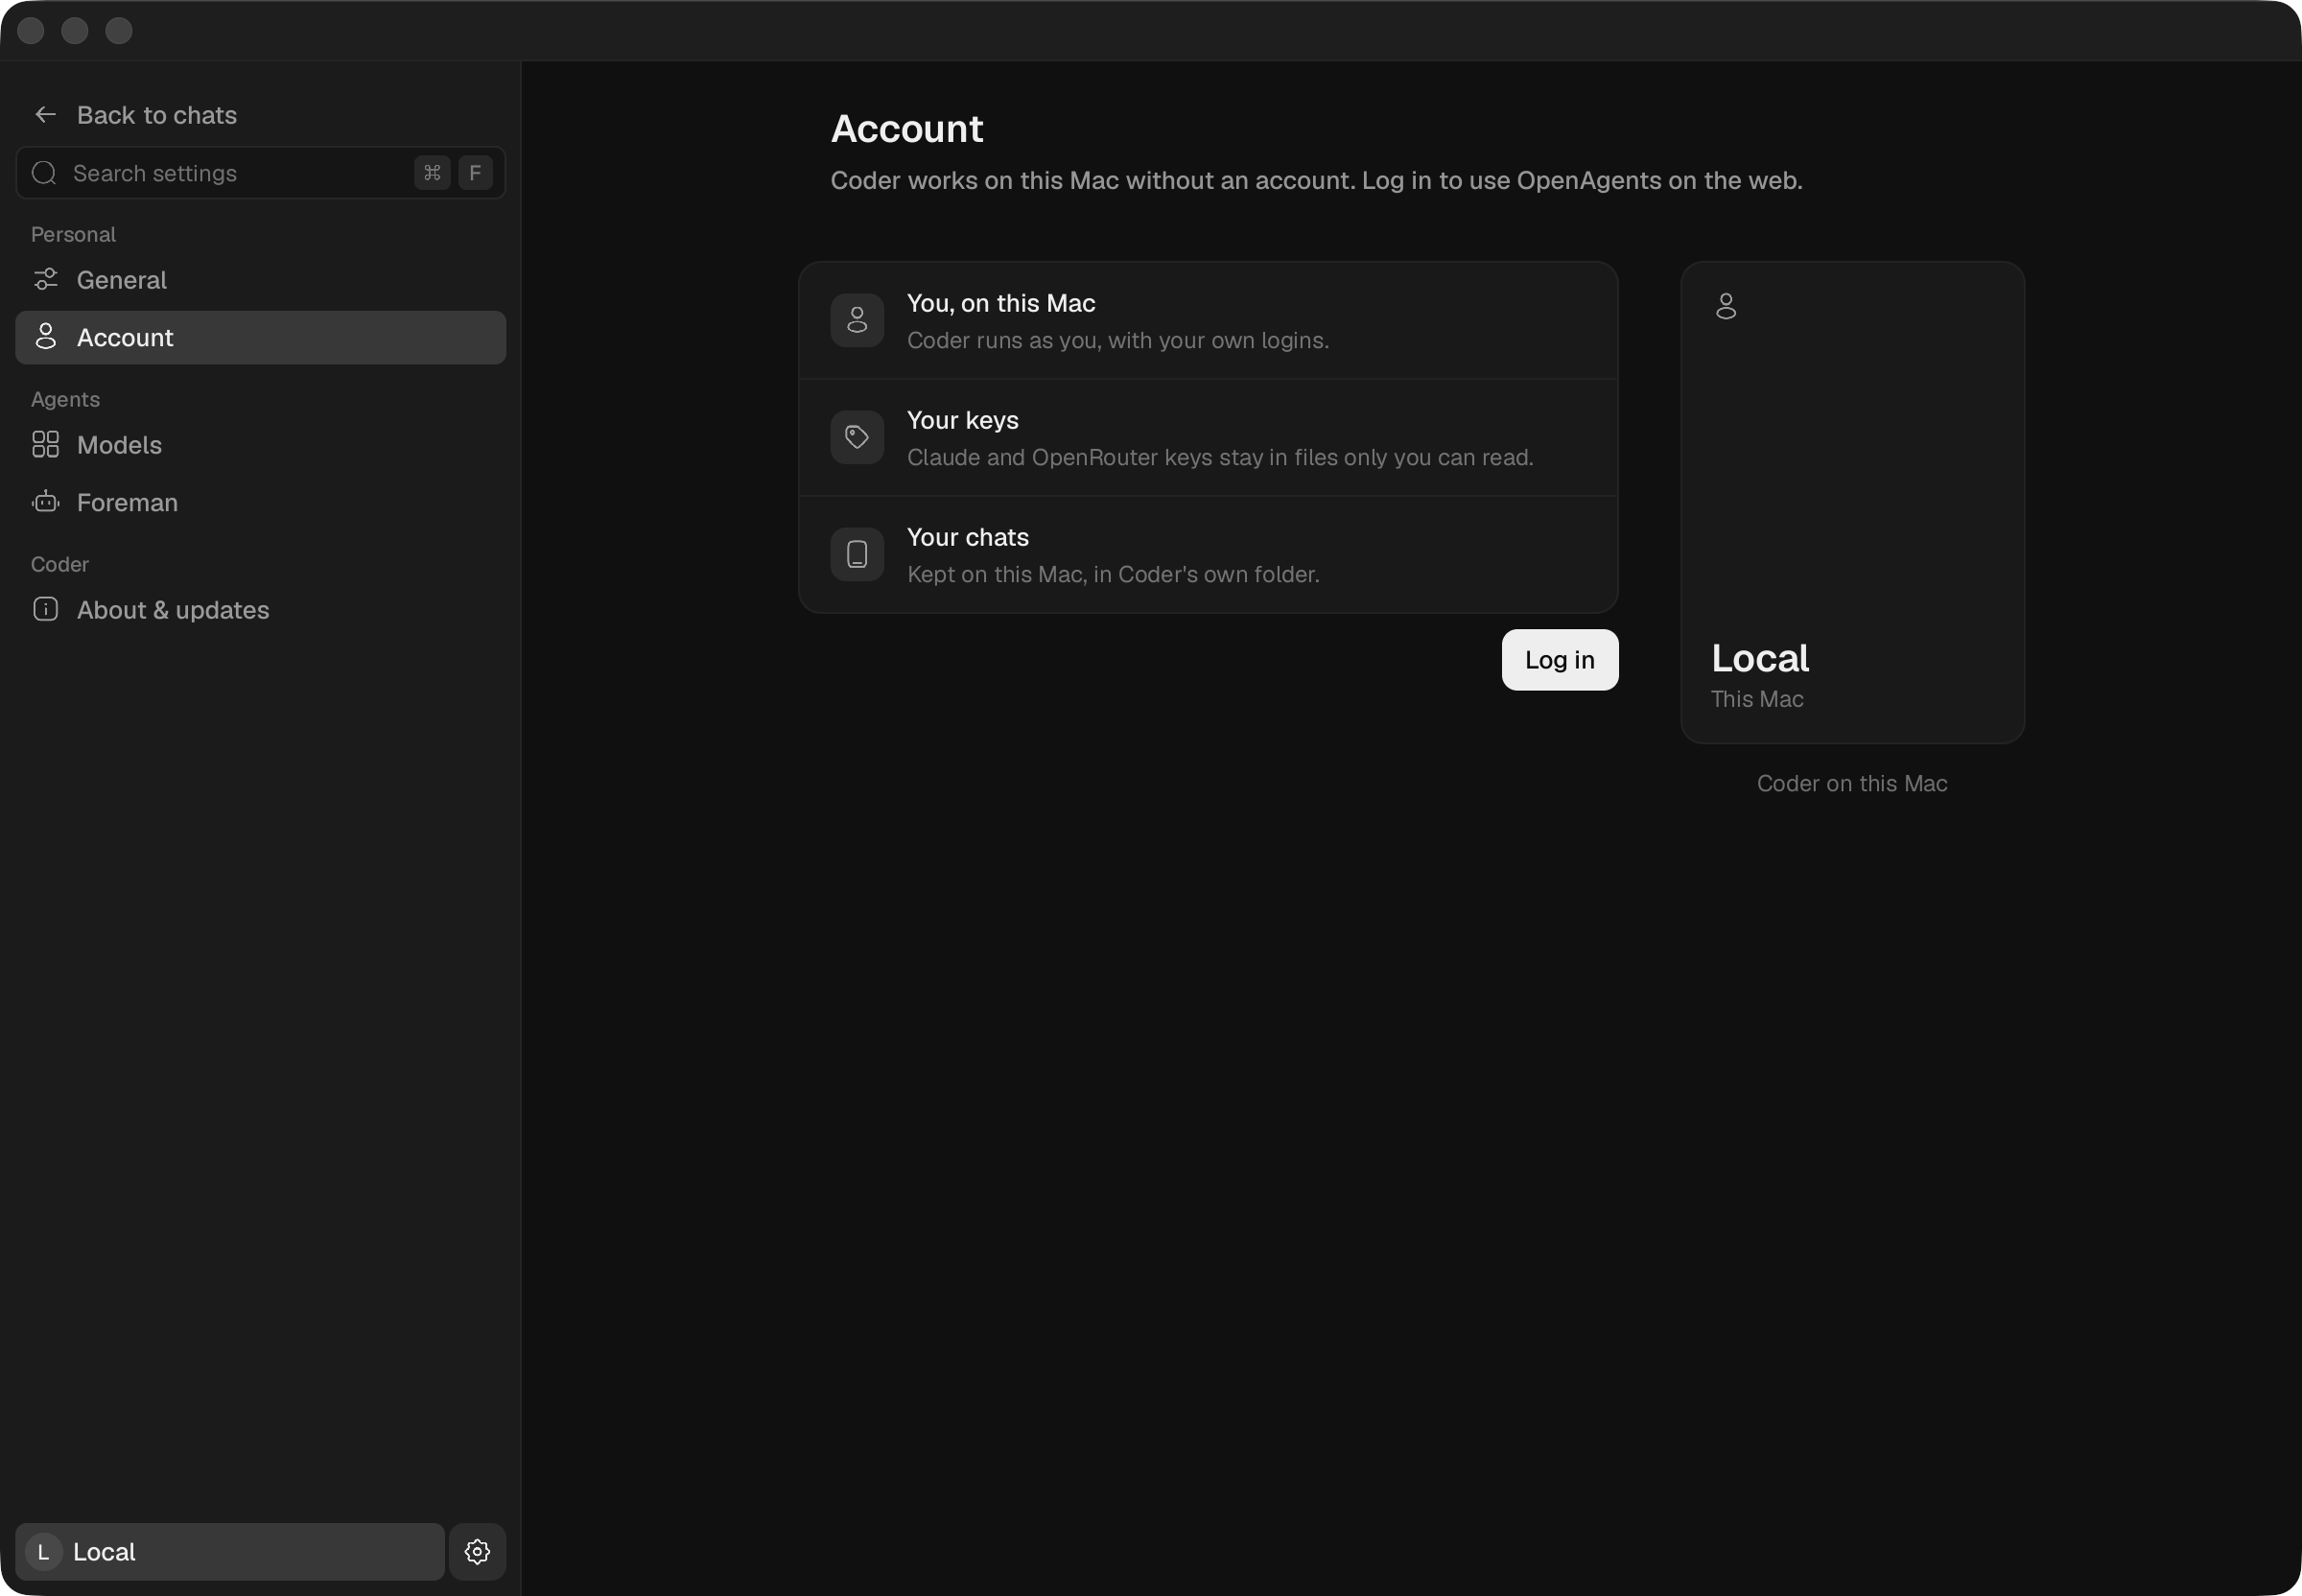 Back to chats
Search settings ⌘ F
Personal
General
Account
Agents
Models
Foreman
Coder
About & updates
L Local
Account
Coder works on this Mac without an account. Log in to use OpenAgents on the web.
You, on this Mac
Coder runs as you, with your own logins.
Your keys
Claude and OpenRouter keys stay in files only you can read.
Your chats
Kept on this Mac, in Coder's own folder.
Log in
Local
This Mac
Coder on this Mac